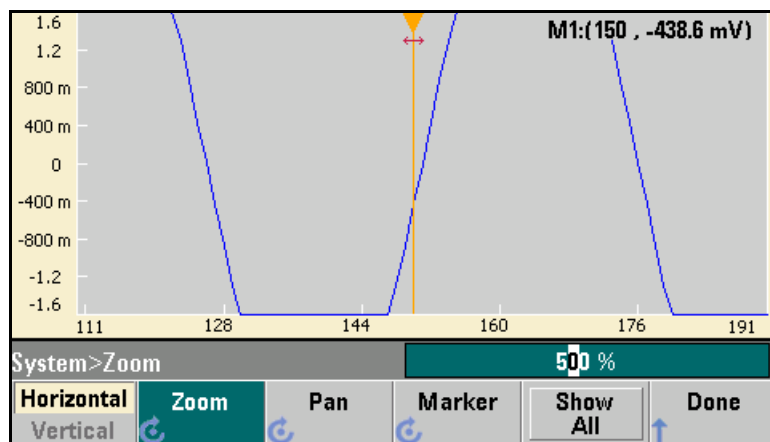 1.6
M1:(150 , -438.6 mV)
1.2
800 m
400 m
0
-400 m
-800 m
-1.2
-1.6
111 128 144 160 176 191
System>Zoom 500 %
Horizontal Zoom Pan Marker Show All Done
Vertical